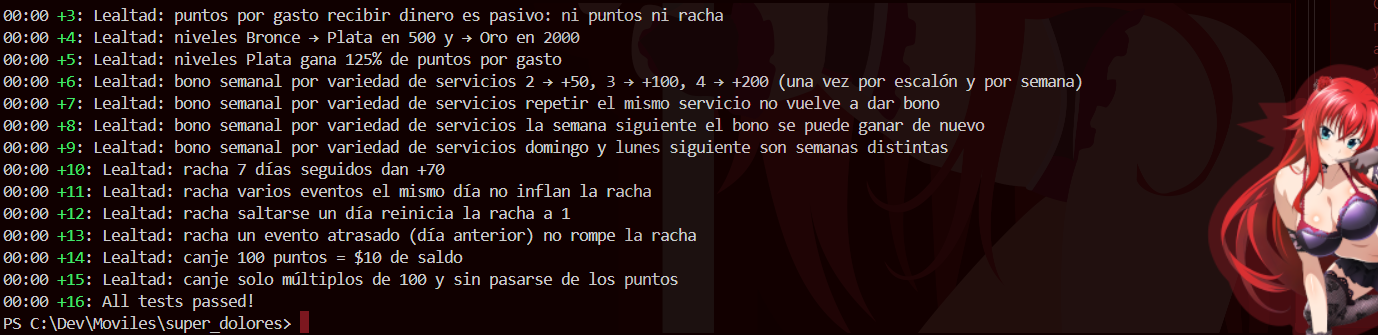 00:00 +3: Lealtad: puntos por gasto recibir dinero es pasivo: ni puntos ni racha
00:00 +4: Lealtad: niveles Bronce → Plata en 500 y → Oro en 2000
00:00 +5: Lealtad: niveles Plata gana 125% de puntos por gasto
00:00 +6: Lealtad: bono semanal por variedad de servicios 2 → +50, 3 → +100, 4 → +200 (una vez por escalón y por semana)
00:00 +7: Lealtad: bono semanal por variedad de servicios repetir el mismo servicio no vuelve a dar bono
00:00 +8: Lealtad: bono semanal por variedad de servicios la semana siguiente el bono se puede ganar de nuevo
00:00 +9: Lealtad: bono semanal por variedad de servicios domingo y lunes siguiente son semanas distintas
00:00 +10: Lealtad: racha 7 días seguidos dan +70
00:00 +11: Lealtad: racha varios eventos el mismo día no inflan la racha
00:00 +12: Lealtad: racha saltarse un día reinicia la racha a 1
00:00 +13: Lealtad: racha un evento atrasado (día anterior) no rompe la racha
00:00 +14: Lealtad: canje 100 puntos = $10 de saldo
00:00 +15: Lealtad: canje solo múltiplos de 100 y sin pasarse de los puntos
00:00 +16: All tests passed!
PS C:\Dev\Moviles\super_dolores>